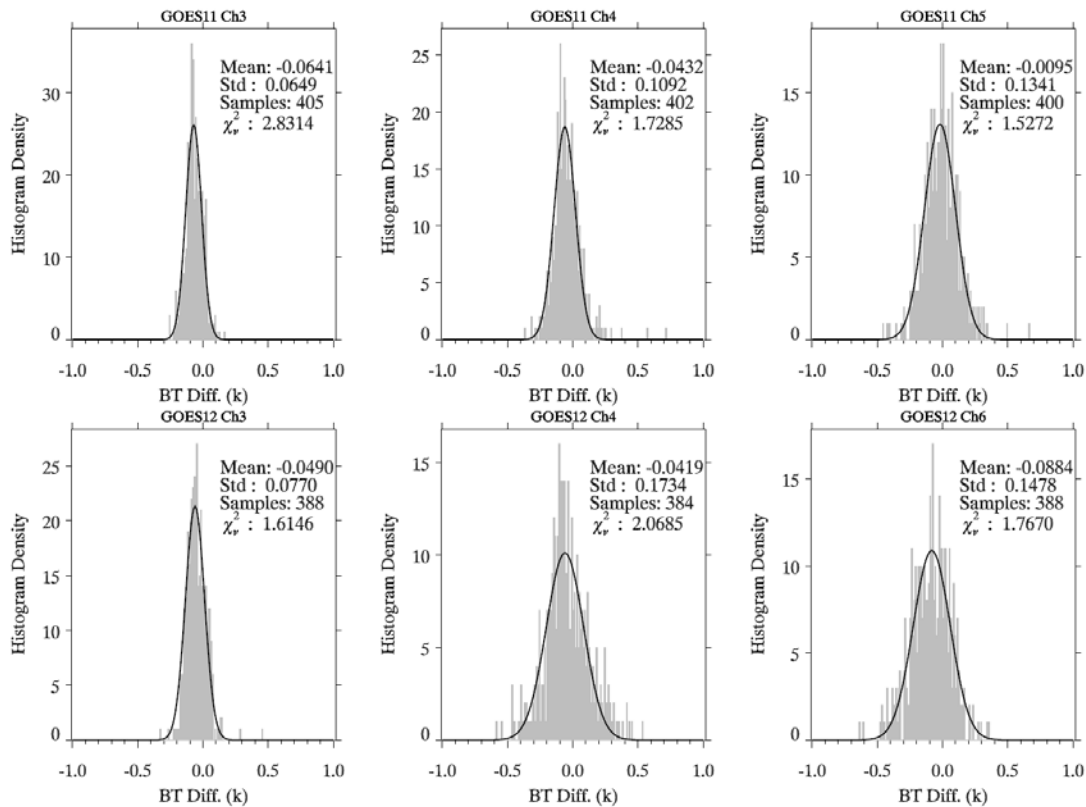 GOES11 Ch3
Mean: -0.0641
Std : 0.0649
Samples: 405
χ²ᵥ : 2.8314
Histogram Density
30
20
10
0
-1.0 -0.5 0.0 0.5 1.0
BT Diff. (k)
GOES11 Ch4
Mean: -0.0432
Std : 0.1092
Samples: 402
χ²ᵥ : 1.7285
Histogram Density
25
20
15
10
5
0
-1.0 -0.5 0.0 0.5 1.0
BT Diff. (k)
GOES11 Ch5
Mean: -0.0095
Std : 0.1341
Samples: 400
χ²ᵥ : 1.5272
Histogram Density
15
10
5
0
-1.0 -0.5 0.0 0.5 1.0
BT Diff. (k)
GOES12 Ch3
Mean: -0.0490
Std : 0.0770
Samples: 388
χ²ᵥ : 1.6146
Histogram Density
25
20
15
10
5
0
-1.0 -0.5 0.0 0.5 1.0
BT Diff. (k)
GOES12 Ch4
Mean: -0.0419
Std : 0.1734
Samples: 384
χ²ᵥ : 2.0685
Histogram Density
15
10
5
0
-1.0 -0.5 0.0 0.5 1.0
BT Diff. (k)
GOES12 Ch6
Mean: -0.0884
Std : 0.1478
Samples: 388
χ²ᵥ : 1.7670
Histogram Density
15
10
5
0
-1.0 -0.5 0.0 0.5 1.0
BT Diff. (k)